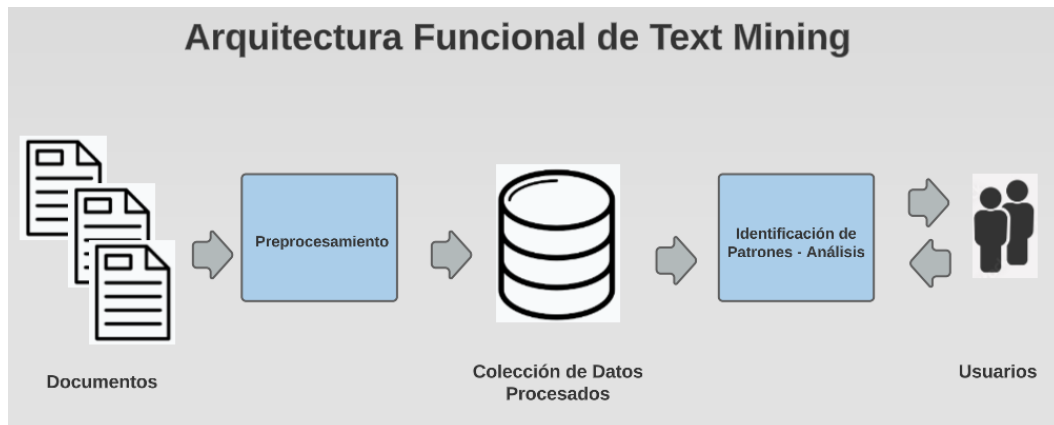 Arquitectura Funcional de Text Mining
Preprocesamiento
Identificación de
Patrones - Análisis
Documentos
Colección de Datos
Procesados
Usuarios